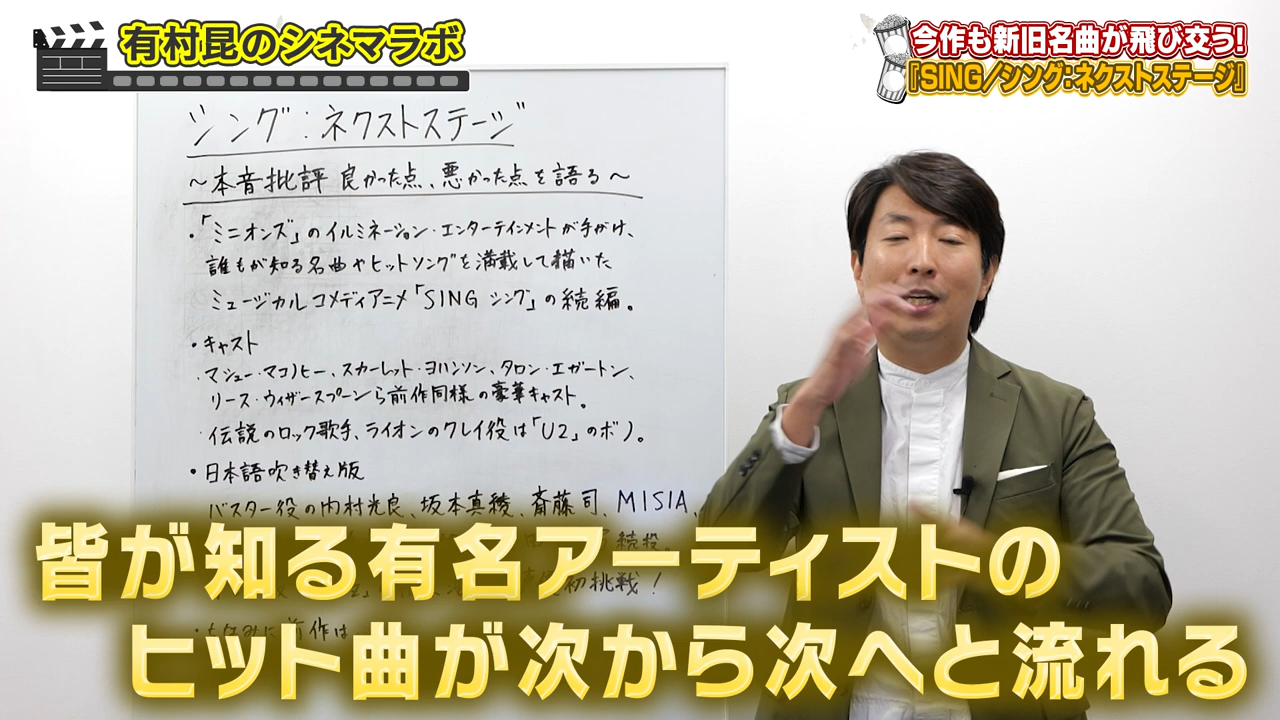 有村昆のシネマラボ
今作も新旧名曲が飛び交う!
『SING/シング:ネクストステージ』
シング:ネクストステージ
~本音批評 良かった点、悪かった点を語る~
・「ミニオンズ」のイルミネーション・エンターテインメントが手がけ、
誰もが知る名曲やヒットソングを満載して描いた
ミュージカルコメディアニメ「SING シング」の続編。
・キャスト
・マシュー・マコノヒー、スカーレット・ヨハンソン、タロン・エガートン、
リース・ウィザースプーンら前作同様の豪華キャスト。
・伝説のロック歌手、ライオンのクレイ役は「U2」のボノ。
・日本語吹き替え版
バスター役の内村光良、坂本真綾、斎藤司、MISIA、
続役。
初挑戦!
・ちなみに前作は
皆が知る有名アーティストの
ヒット曲が次から次へと流れる